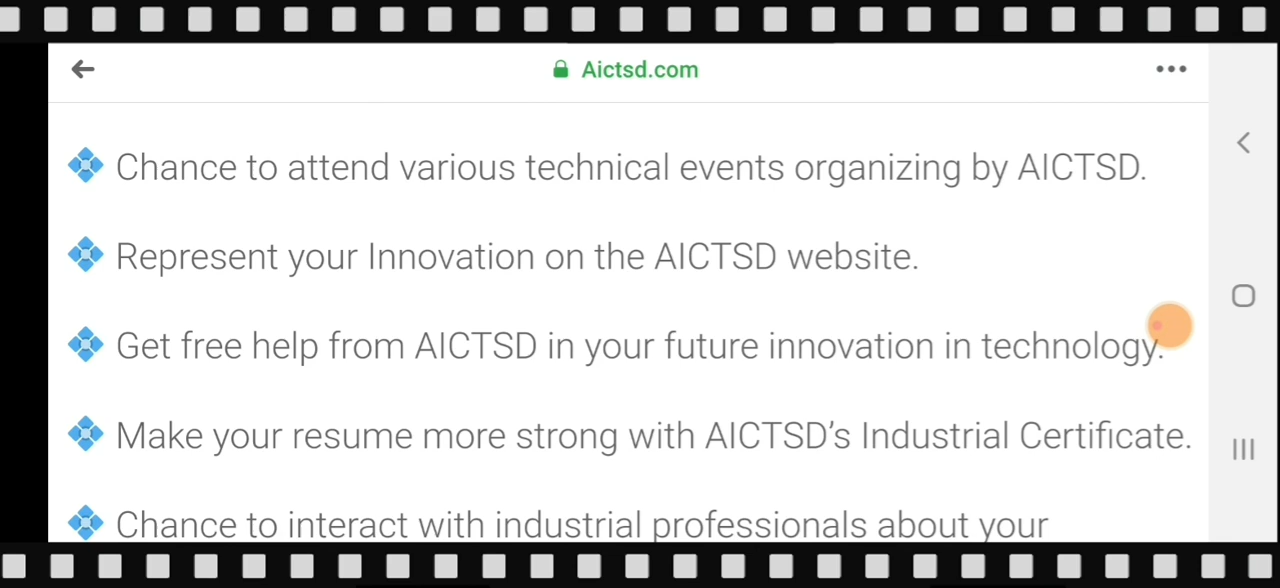 Aictsd.com
Chance to attend various technical events organizing by AICTSD.
Represent your Innovation on the AICTSD website.
Get free help from AICTSD in your future innovation in technology.
Make your resume more strong with AICTSD's Industrial Certificate.
Chance to interact with industrial professionals about your